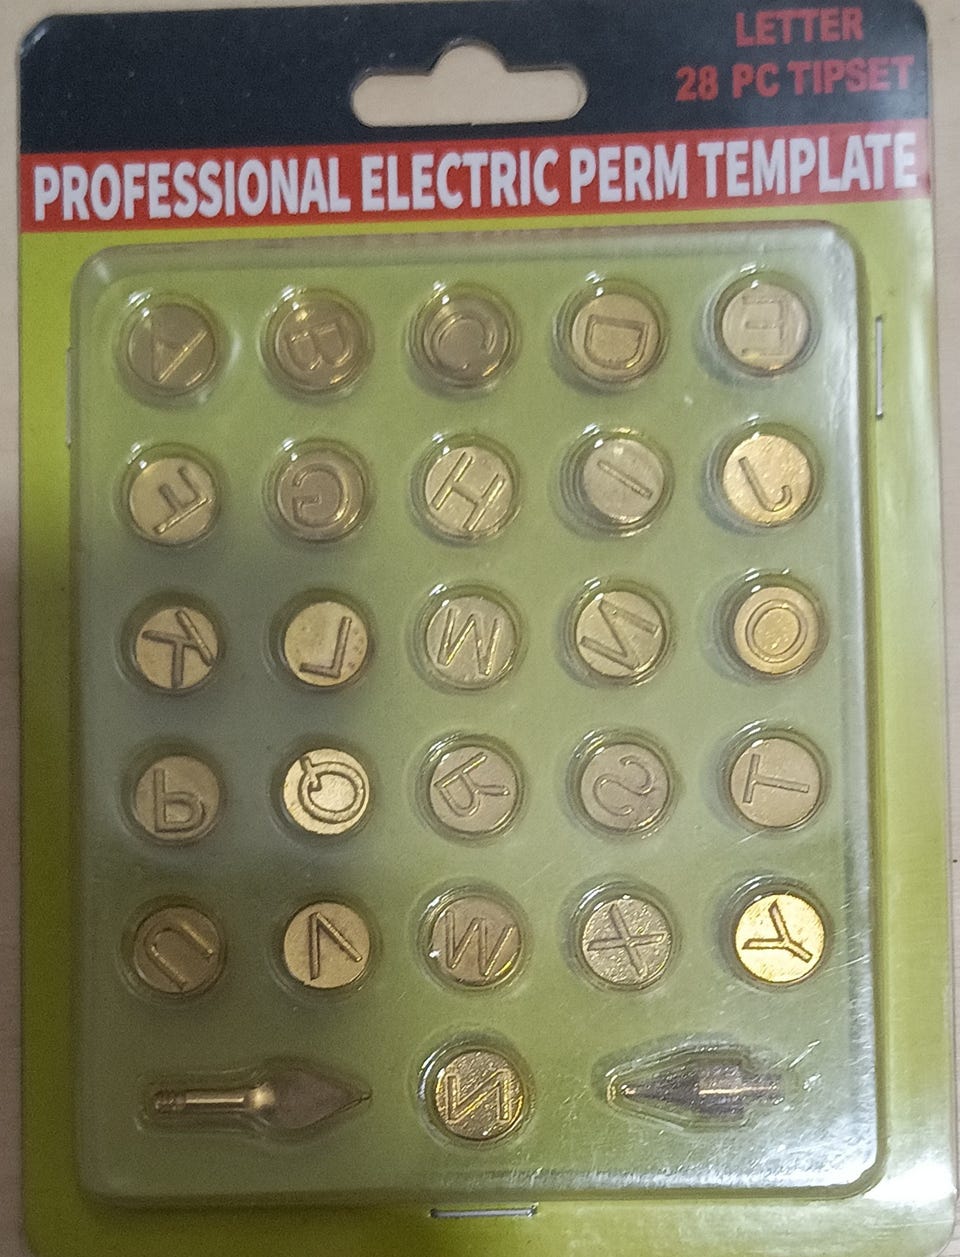 LETTER
28 PC TIPSET
PROFESSIONAL ELECTRIC PERM TEMPLATE
A B C D E
F G H I J
K L M N O
P Q R S T
U V W X Y
Z